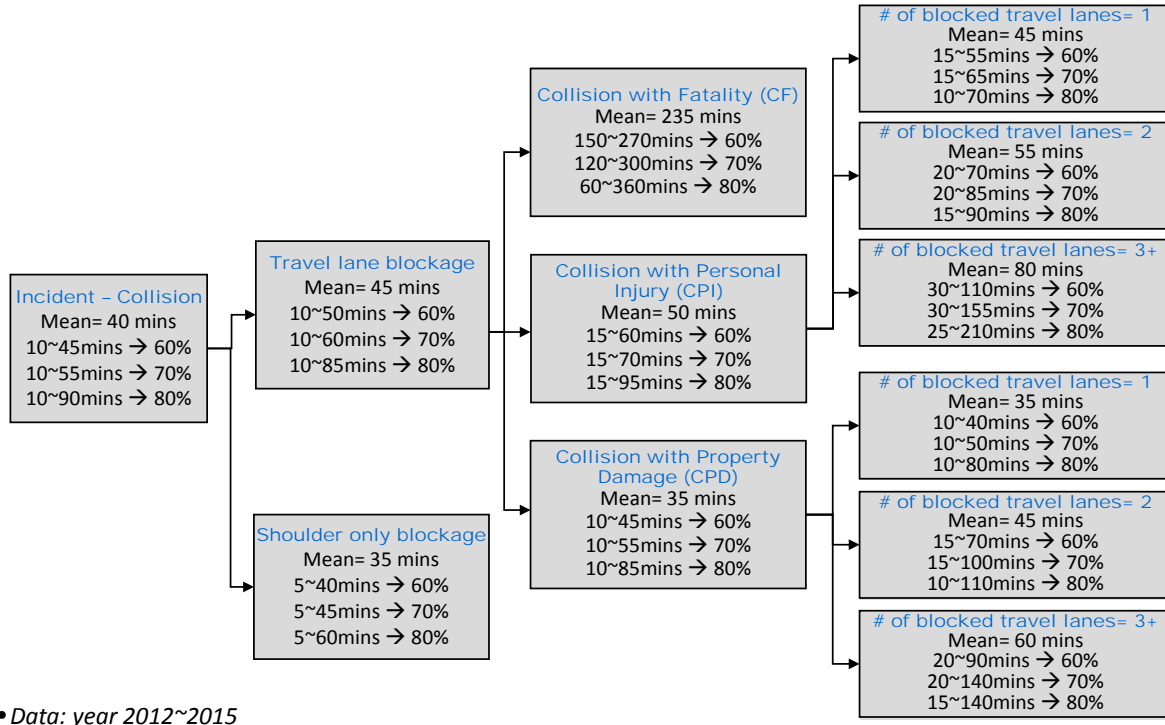 Incident – Collision
Mean= 40 mins
10~45mins → 60%
10~55mins → 70%
10~90mins → 80%
Travel lane blockage
Mean= 45 mins
10~50mins → 60%
10~60mins → 70%
10~85mins → 80%
Shoulder only blockage
Mean= 35 mins
5~40mins → 60%
5~45mins → 70%
5~60mins → 80%
Collision with Fatality (CF)
Mean= 235 mins
150~270mins → 60%
120~300mins → 70%
60~360mins → 80%
Collision with Personal
Injury (CPI)
Mean= 50 mins
15~60mins → 60%
15~70mins → 70%
15~95mins → 80%
Collision with Property
Damage (CPD)
Mean= 35 mins
10~45mins → 60%
10~55mins → 70%
10~85mins → 80%
# of blocked travel lanes= 1
Mean= 45 mins
15~55mins → 60%
15~65mins → 70%
10~70mins → 80%
# of blocked travel lanes= 2
Mean= 55 mins
20~70mins → 60%
20~85mins → 70%
15~90mins → 80%
# of blocked travel lanes= 3+
Mean= 80 mins
30~110mins → 60%
30~155mins → 70%
25~210mins → 80%
# of blocked travel lanes= 1
Mean= 35 mins
10~40mins → 60%
10~50mins → 70%
10~80mins → 80%
# of blocked travel lanes= 2
Mean= 45 mins
15~70mins → 60%
15~100mins → 70%
10~110mins → 80%
# of blocked travel lanes= 3+
Mean= 60 mins
20~90mins → 60%
20~140mins → 70%
15~140mins → 80%
• Data: year 2012~2015